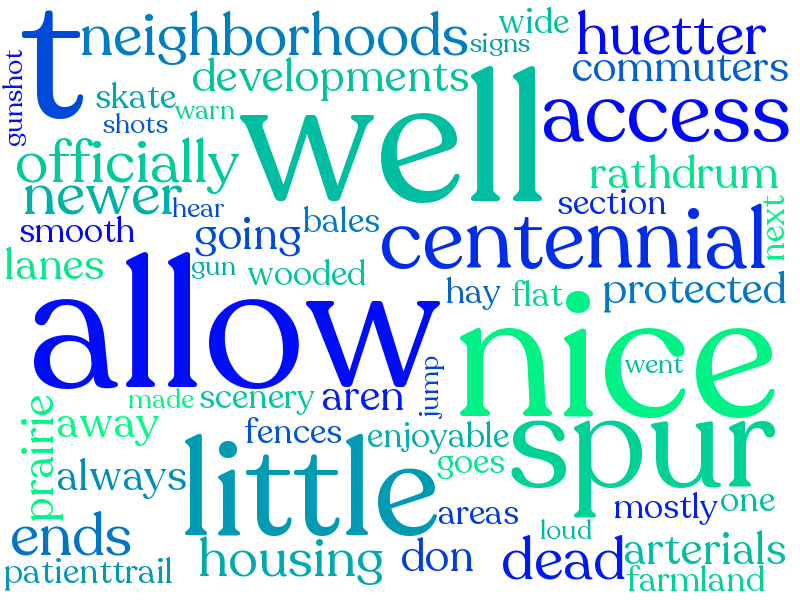 t
neighborhoods
signs
wide
huetter
commuters
gunshot
skate
developments
warn
shots
well
access
officially
newer
hear
rathdrum
section
next
smooth
going
bales
centennial
lanes
gun
wooded
hay
flat
protected
allow
nice
went
jump
made
scenery
aren
prairie
away
fences
enjoyable
spur
always
little
goes
areas
mostly
one
ends
housing
don
loud
dead
arterials
patient
trail
farmland